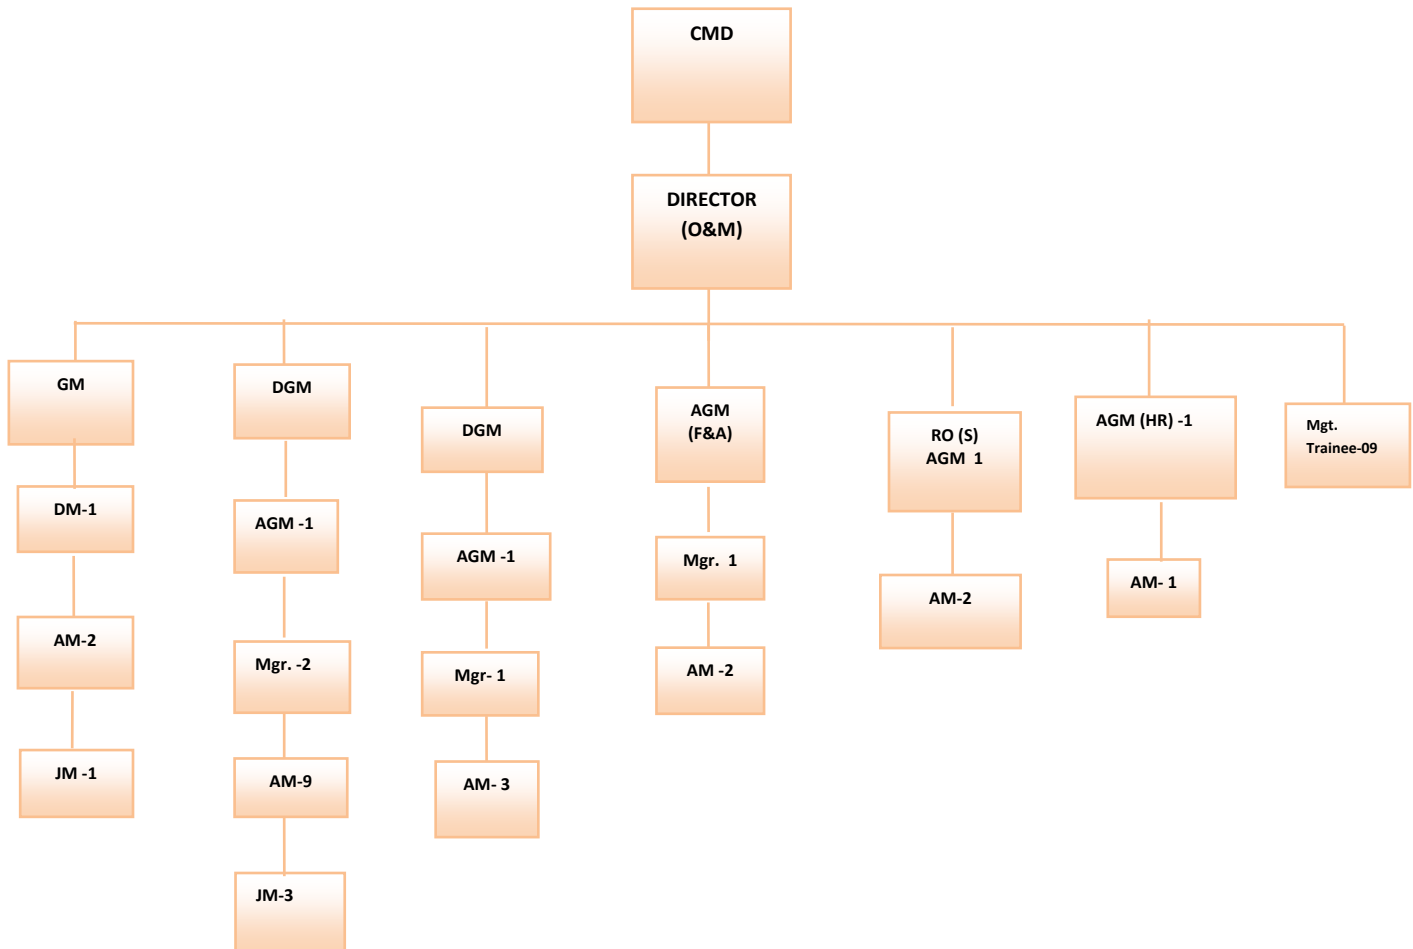 CMD
DIRECTOR
(O&M)
GM
DGM
DGM
AGM
(F&A)
RO (S)
AGM 1
AGM (HR) -1
Mgt.
Trainee-09
DM-1
AGM -1
AGM -1
Mgr. 1
AM-2
AM- 1
AM-2
Mgr. -2
Mgr- 1
AM -2
JM -1
AM-9
AM- 3
JM-3